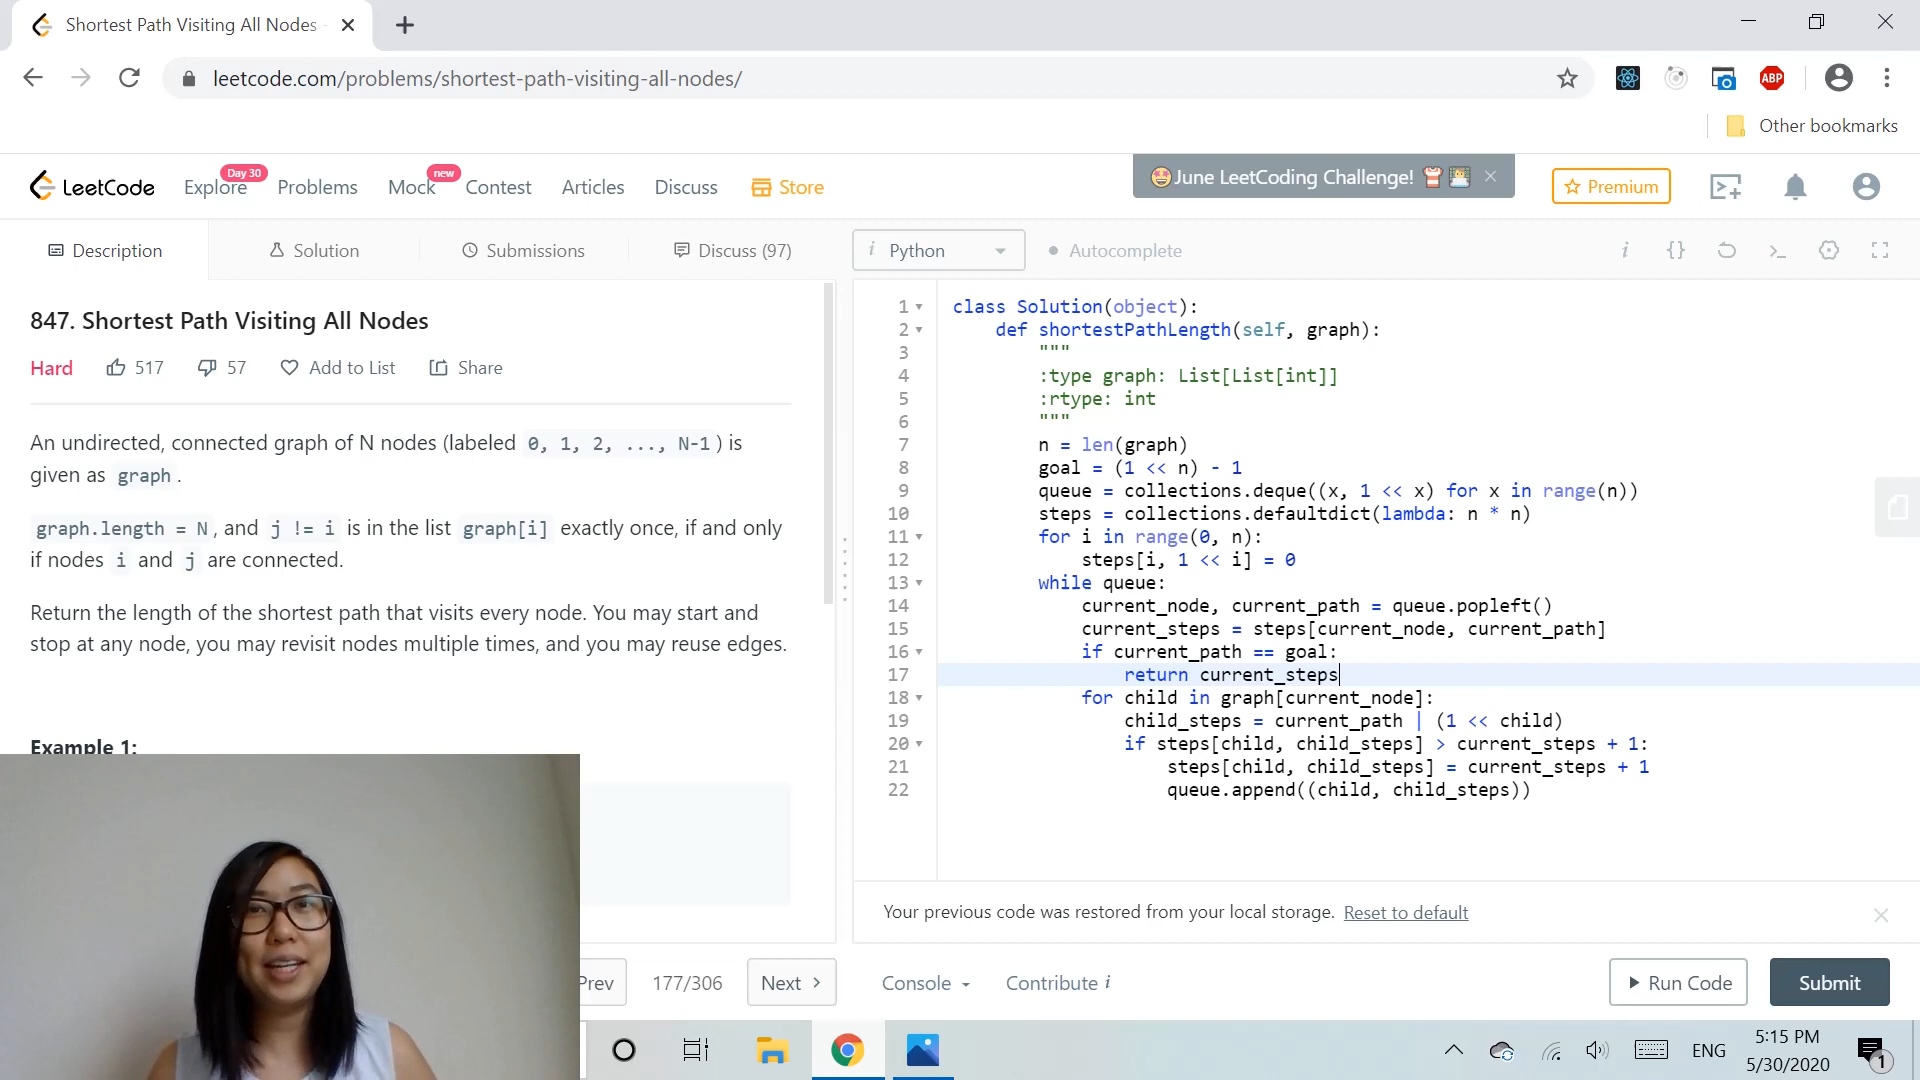 Shortest Path Visiting All Nodes
leetcode.com/problems/shortest-path-visiting-all-nodes/
ABP
Other bookmarks
LeetCode
Explore
Day 30
Problems
Mock
new
Contest
Articles
Discuss
Store
June LeetCoding Challenge!
Premium
Description
Solution
Submissions
Discuss (97)
i Python
Autocomplete
i {} >_
847. Shortest Path Visiting All Nodes
Hard 517 57 Add to List Share
An undirected, connected graph of N nodes (labeled 0, 1, 2, ..., N-1) is
given as graph.
graph.length = N, and j != i is in the list graph[i] exactly once, if and only
if nodes i and j are connected.
Return the length of the shortest path that visits every node. You may start and
stop at any node, you may revisit nodes multiple times, and you may reuse edges.
Example 1:
1 class Solution(object):
2 def shortestPathLength(self, graph):
3 """
4 :type graph: List[List[int]]
5 :rtype: int
6 """
7 n = len(graph)
8 goal = (1 << n) - 1
9 queue = collections.deque((x, 1 << x) for x in range(n))
10 steps = collections.defaultdict(lambda: n * n)
11 for i in range(0, n):
12 steps[i, 1 << i] = 0
13 while queue:
14 current_node, current_path = queue.popleft()
15 current_steps = steps[current_node, current_path]
16 if current_path == goal:
17 return current_steps
18 for child in graph[current_node]:
19 child_steps = current_path | (1 << child)
20 if steps[child, child_steps] > current_steps + 1:
21 steps[child, child_steps] = current_steps + 1
22 queue.append((child, child_steps))
Your previous code was restored from your local storage. Reset to default
Prev
177/306
Next >
Console
Contribute i
Run Code
Submit
ENG
5:15 PM
5/30/2020
1